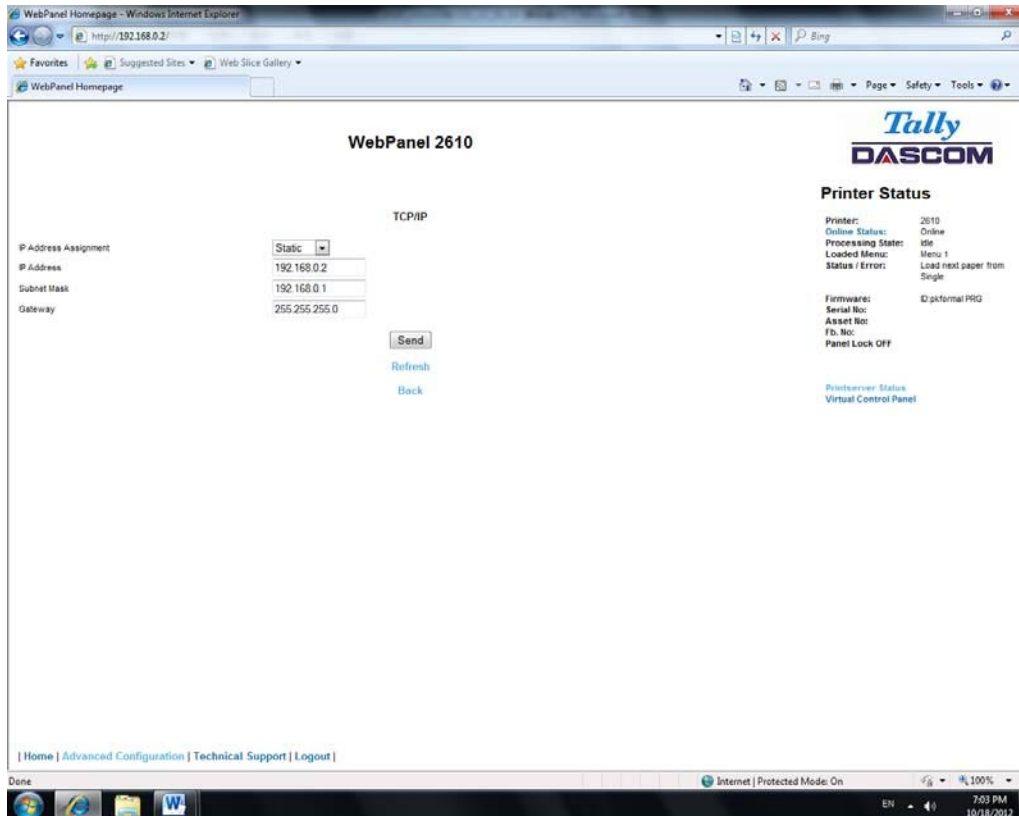 WebPanel Homepage - Windows Internet Explorer
http://192.168.0.2/
Bing
Favorites Suggested Sites Web Slice Gallery
WebPanel Homepage
Page Safety Tools
WebPanel 2610
Tally
DASCOM
Printer Status
TCP/IP
Printer: 2610
Online Status: Online
Processing State: Idle
Loaded Menu: Menu 1
Status / Error: Load next paper from
Single
Firmware: ID:pkformal PRG
Serial No:
Asset No:
Fb. No:
Panel Lock OFF
Printserver Status
Virtual Control Panel
IP Address Assignment Static
IP Address 192.168.0.2
Subnet Mask 192.168.0.1
Gateway 255.255.255.0
Send
Refresh
Back
| Home | Advanced Configuration | Technical Support | Logout |
Done
Internet | Protected Mode: On
100%
EN
7:03 PM
10/18/2012